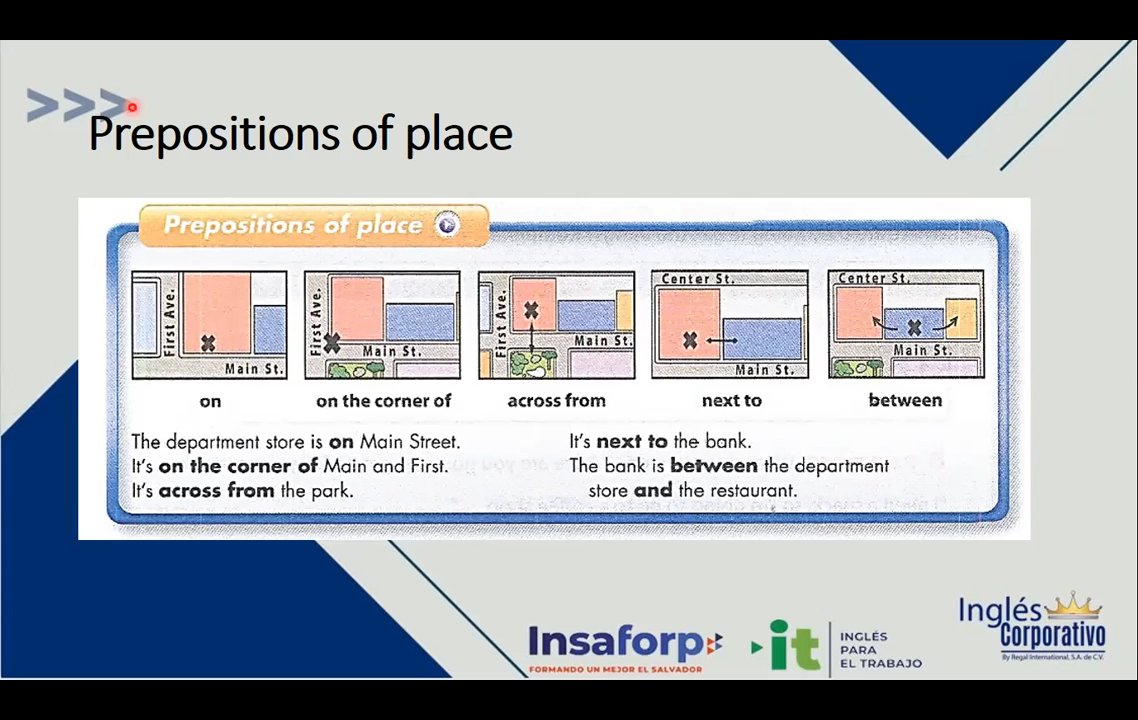 >>>
Prepositions of place
Prepositions of place
First Ave.
Main St.
First Ave.
Main St.
First Ave.
Main St.
Center St.
Main St.
Center St.
Main St.
on
on the corner of
across from
next to
between
The department store is on Main Street.
It's on the corner of Main and First.
It's across from the park.
It's next to the bank.
The bank is between the department
store and the restaurant.
Insaforp
FORMANDO UN MEJOR EL SALVADOR
it
INGLÉS
PARA
EL TRABAJO
Inglés
Corporativo
By Regal International, S.A. de C.V.